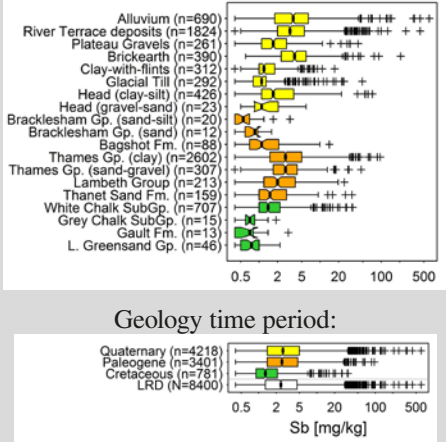 Alluvium (n=690)
River Terrace deposits (n=1824)
Plateau Gravels (n=261)
Brickearth (n=390)
Clay-with-flints (n=312)
Glacial Till (n=292)
Head (clay-silt) (n=426)
Head (gravel-sand) (n=23)
Bracklesham Gp. (sand-silt) (n=20)
Bracklesham Gp. (sand) (n=12)
Bagshot Fm. (n=88)
Thames Gp. (clay) (n=2602)
Thames Gp. (sand-gravel) (n=307)
Lambeth Group (n=213)
Thanet Sand Fm. (n=159)
White Chalk SubGp. (n=707)
Grey Chalk SubGp. (n=15)
Gault Fm. (n=13)
L. Greensand Gp. (n=46)
0.5 2 5 20 100 500
Geology time period:
Quaternary (n=4218)
Paleogene (n=3401)
Cretaceous (n=781)
LRD (N=8400)
0.5 2 5 20 100 500
Sb [mg/kg]